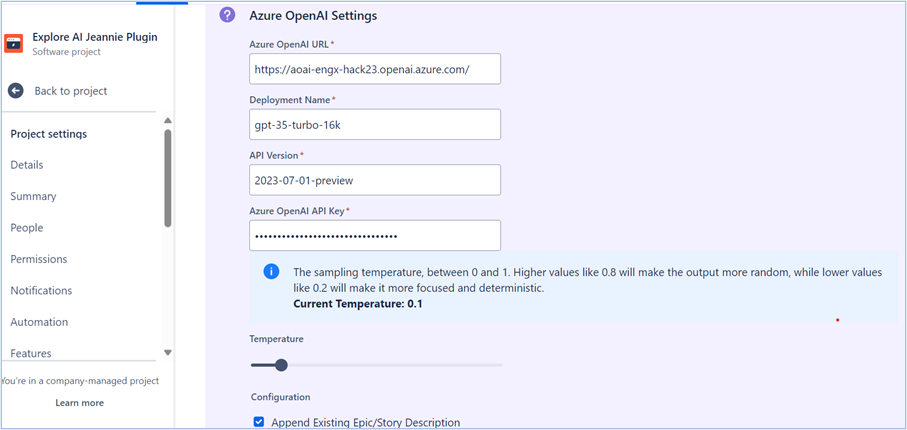 Explore AI Jeannie Plugin
Software project
Back to project
Project settings
Details
Summary
People
Permissions
Notifications
Automation
Features
You're in a company-managed project
Learn more
?
Azure OpenAI Settings
Azure OpenAI URL*
https://aoai-engx-hack23.openai.azure.com/
Deployment Name*
gpt-35-turbo-16k
API Version*
2023-07-01-preview
Azure OpenAI API Key*
••••••••••••••••••••••••••••••••
The sampling temperature, between 0 and 1. Higher values like 0.8 will make the output more random, while lower values
like 0.2 will make it more focused and deterministic.
Current Temperature: 0.1
Temperature
Configuration
Append Existing Epic/Story Description